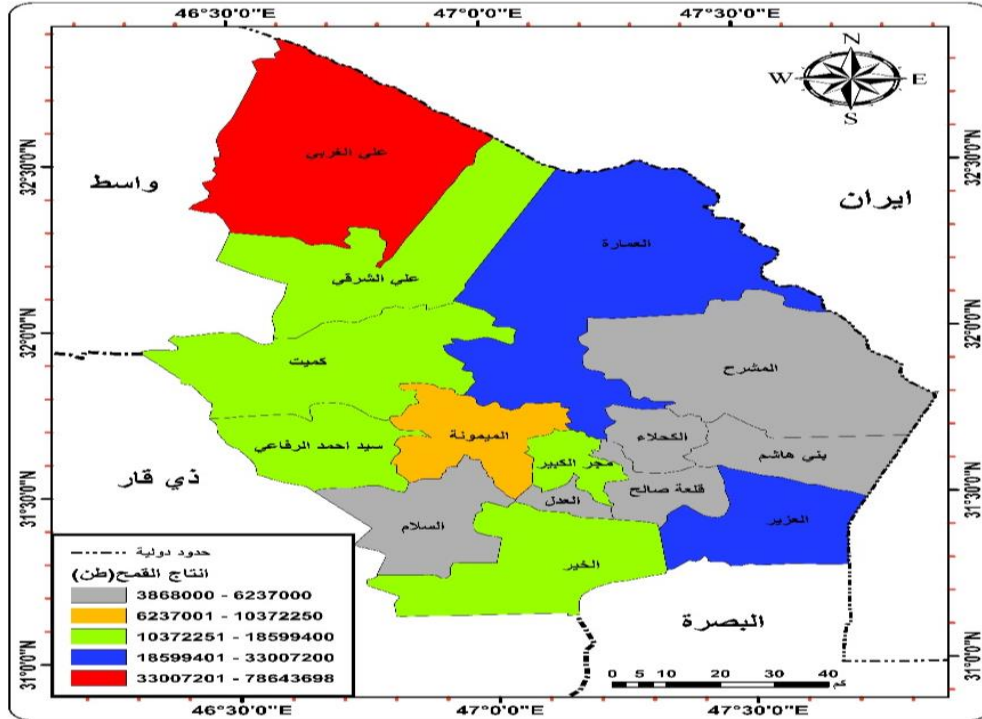 46°30'0"E 47°0'0"E 47°30'0"E
N
W E
S
32°30'0"N 32°30'0"N
علي الغربي
واسط
ايران
العمارة
علي الشرقي
32°0'0"N 32°0'0"N
كميت
المشرح
الميمونة
الكحلاء
سيد احمد الرفاعي
مجر الكبير
بني هاشم
ذي قار
31°30'0"N 31°30'0"N
قلعة صالح
العدل
السلام
العزير
الخير
البصرة
حدود دولية
انتاج القمح(طن)
3868000 - 6237000
6237001 - 10372250
10372251 - 18599400
18599401 - 33007200
33007201 - 78643698
31°0'0"N 31°0'0"N
0 5 10 20 30 40
كم
46°30'0"E 47°0'0"E 47°30'0"E